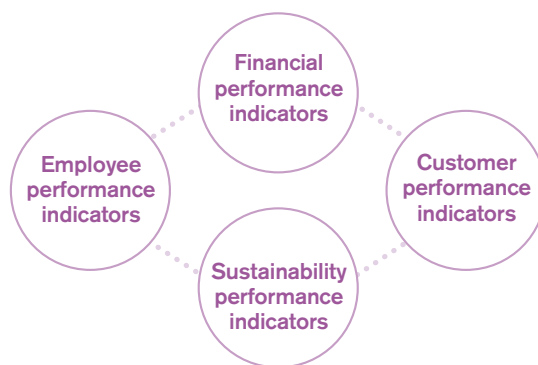 Financial
performance
indicators
Employee
performance
indicators
Customer
performance
indicators
Sustainability
performance
indicators